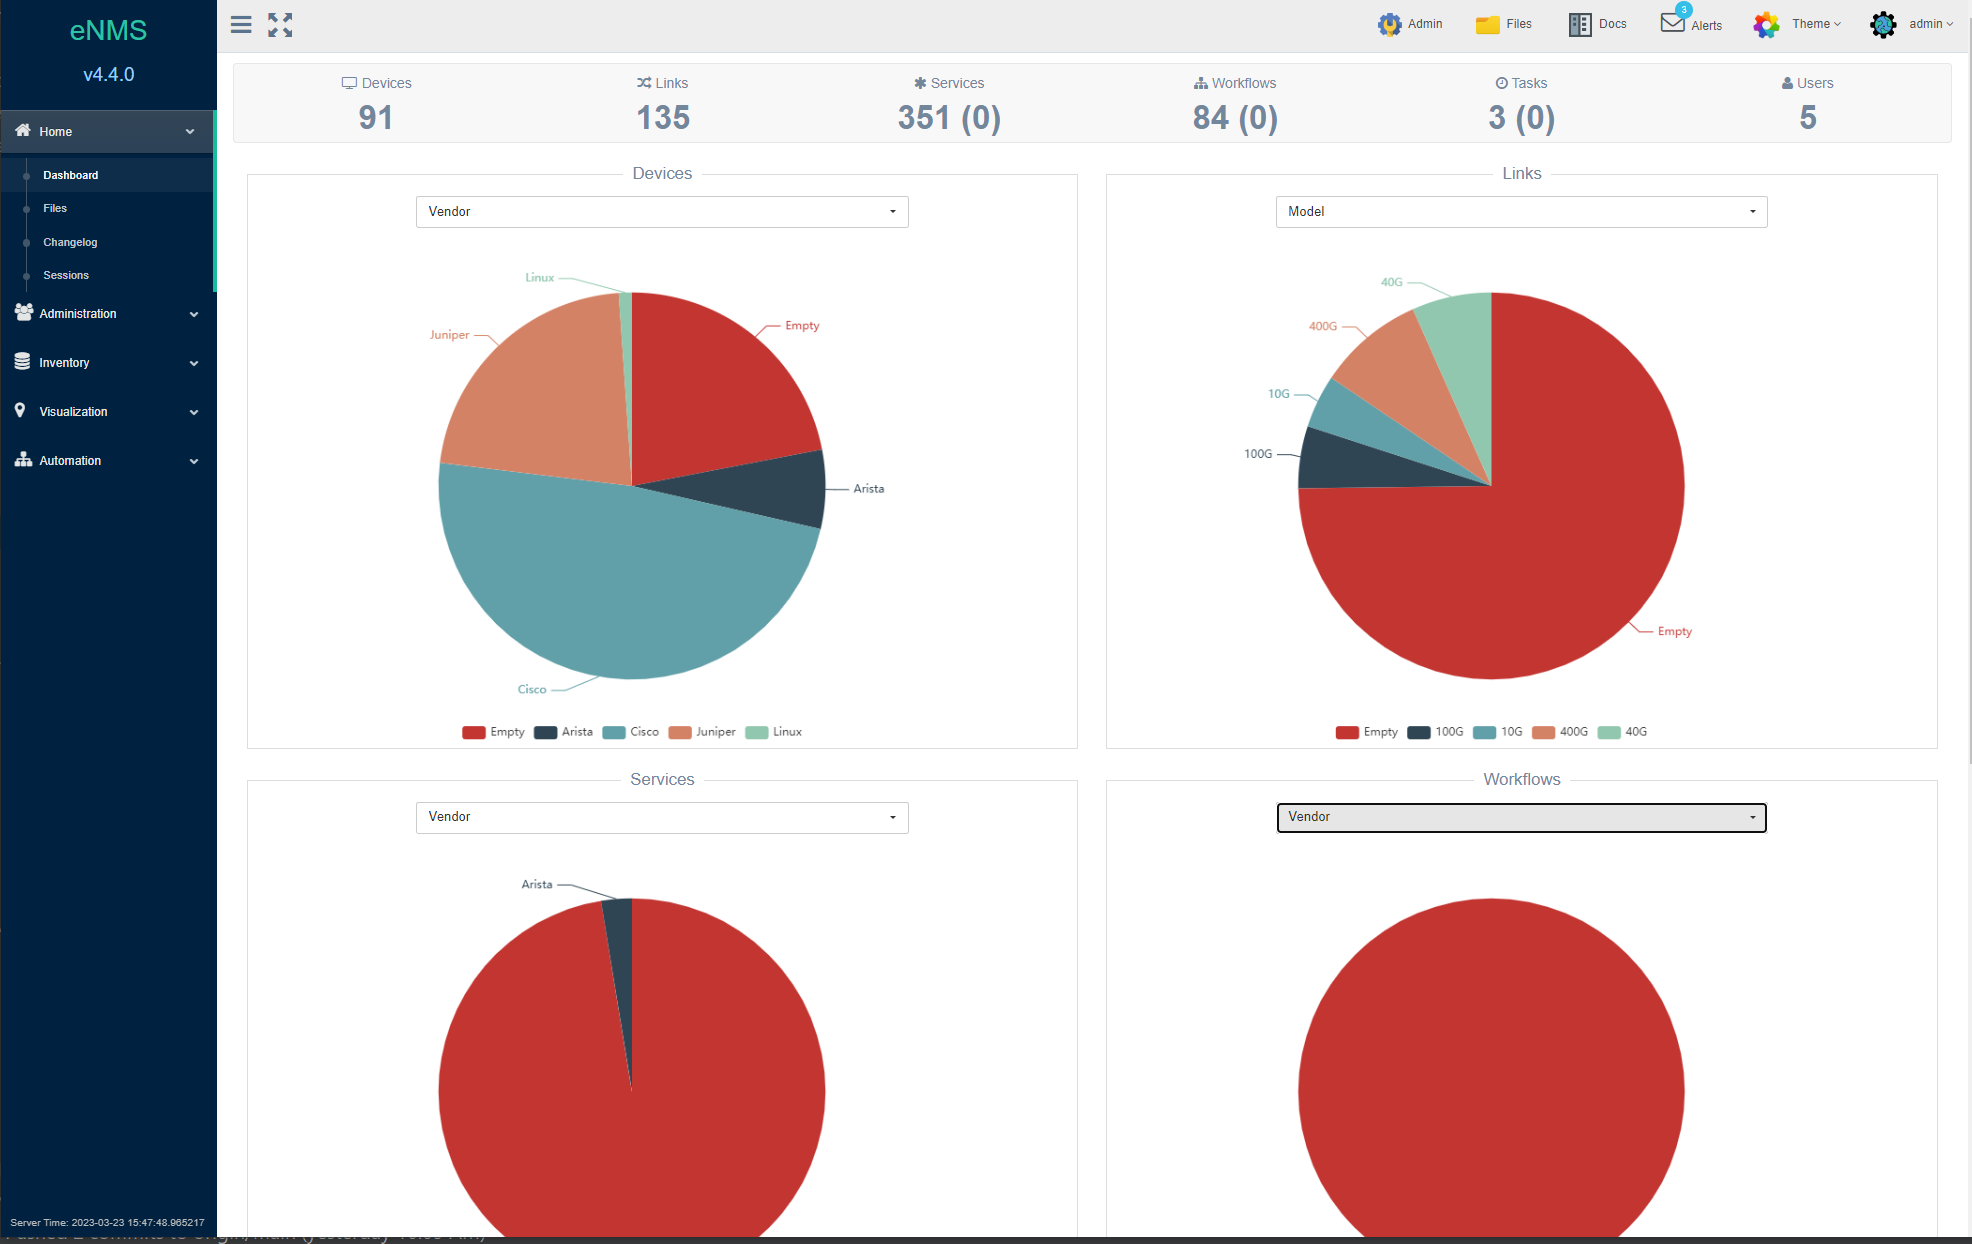 eNMS
v4.4.0
Home
Dashboard
Files
Changelog
Sessions
Administration
Inventory
Visualization
Automation
Server Time: 2023-03-23 15:47:48.965217
Admin
Files
Docs
3
Alerts
Theme
admin
Devices
91
Links
135
Services
351 (0)
Workflows
84 (0)
Tasks
3 (0)
Users
5
Devices
Vendor
Linux
Juniper
Empty
Arista
Cisco
Empty Arista Cisco Juniper Linux
Links
Model
40G
400G
10G
100G
Empty
Empty 100G 10G 400G 40G
Services
Vendor
Arista
Workflows
Vendor